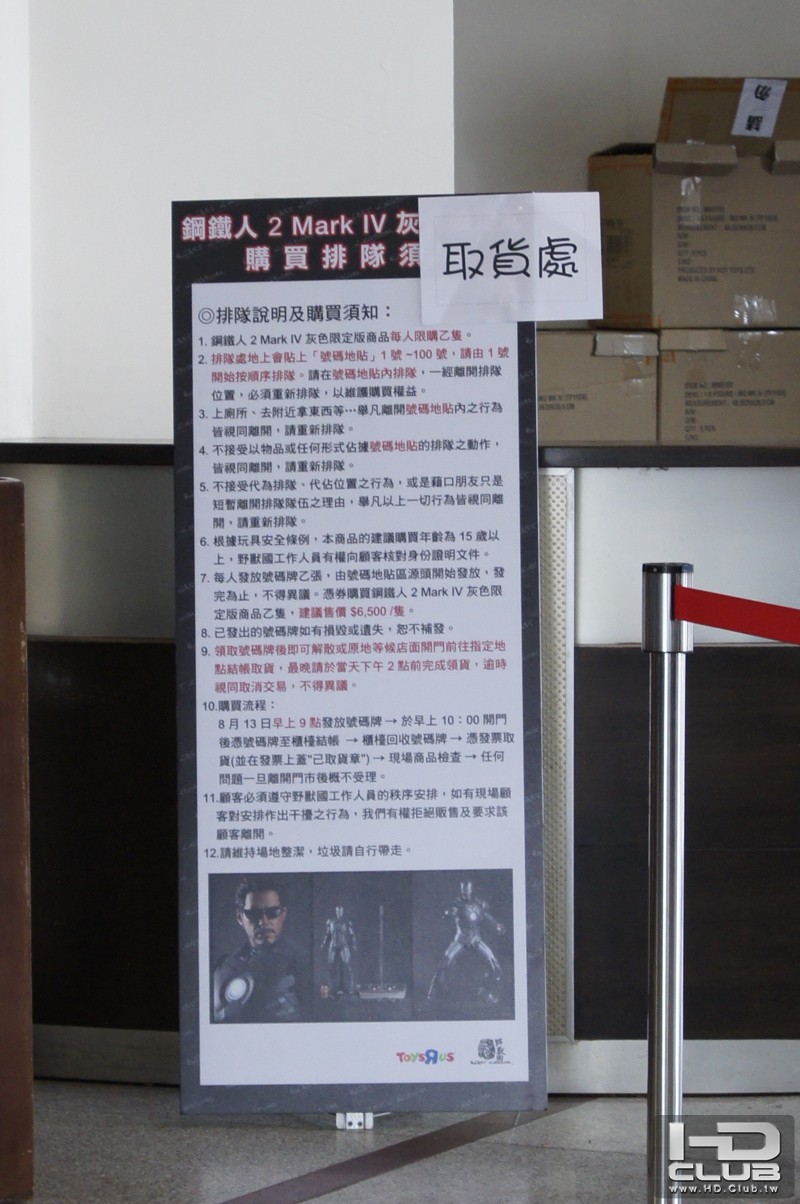 鋼鐵人 2 Mark IV 灰
購買排隊須
取貨處
◎排隊說明及購買須知：
1. 鋼鐵人 2 Mark IV 灰色限定版商品每人限購乙隻。
2. 排隊處地上會貼上「號碼地貼」1 號 ~100 號，請由 1 號
開始按順序排隊。請在號碼地貼內排隊，一經離開排隊
位置，必須重新排隊，以維護購買權益。
3. 上廁所、去附近拿東西等…舉凡離開號碼地貼內之行為
皆視同離開，請重新排隊。
4. 不接受以物品或任何形式佔據號碼地貼的排隊之動作，
皆視同離開，請重新排隊。
5. 不接受代為排隊、代佔位置之行為，或是藉口朋友只是
短暫離開排隊隊伍之理由，舉凡以上一切行為皆視同離
開，請重新排隊。
6. 根據玩具安全條例，本商品的建議購買年齡為 15 歲以
上，野獸國工作人員有權向顧客核對身份證明文件。
7. 每人發放號碼牌乙張，由號碼地貼區源頭開始發放，發
完為止，不得異議。憑券購買鋼鐵人 2 Mark IV 灰色限
定版商品乙隻，建議售價 $6,500 /隻。
8. 已發出的號碼牌如有損毀或遺失，恕不補發。
9. 領取號碼牌後即可解散或原地等候店面開門前往指定地
點結帳取貨，最晚請於當天下午 2 點前完成領貨，逾時
視同取消交易，不得異議。
10.購買流程：
8 月 13 日早上 9 點發放號碼牌 → 於早上 10：00 開門
後憑號碼牌至櫃檯結帳 → 櫃檯回收號碼牌 → 憑發票取
貨(並在發票上蓋"已取貨章") → 現場商品檢查 → 任何
問題一旦離開門市後概不受理。
11.顧客必須遵守野獸國工作人員的秩序安排，如有現場顧
客對安排作出干擾之行為，我們有權拒絕販售及要求該
顧客離開。
12.請維持場地整潔，垃圾請自行帶走。
TOYS"R"US
野獸國
請勿
HD
CLUB
www.HD.Club.tw